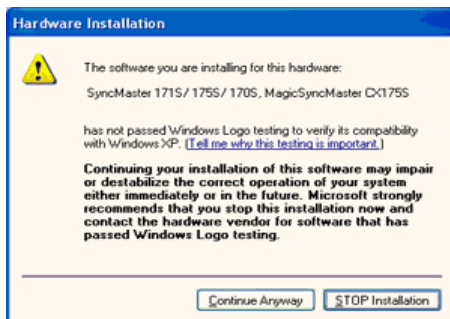 Hardware Installation
The software you are installing for this hardware:
SyncMaster 171S/ 175S/ 170S, MagicSyncMaster CX175S
has not passed Windows Logo testing to verify its compatibility
with Windows XP. (Tell me why this testing is important.)
Continuing your installation of this software may impair
or destabilize the correct operation of your system
either immediately or in the future. Microsoft strongly
recommends that you stop this installation now and
contact the hardware vendor for software that has
passed Windows Logo testing.
Continue Anyway STOP Installation